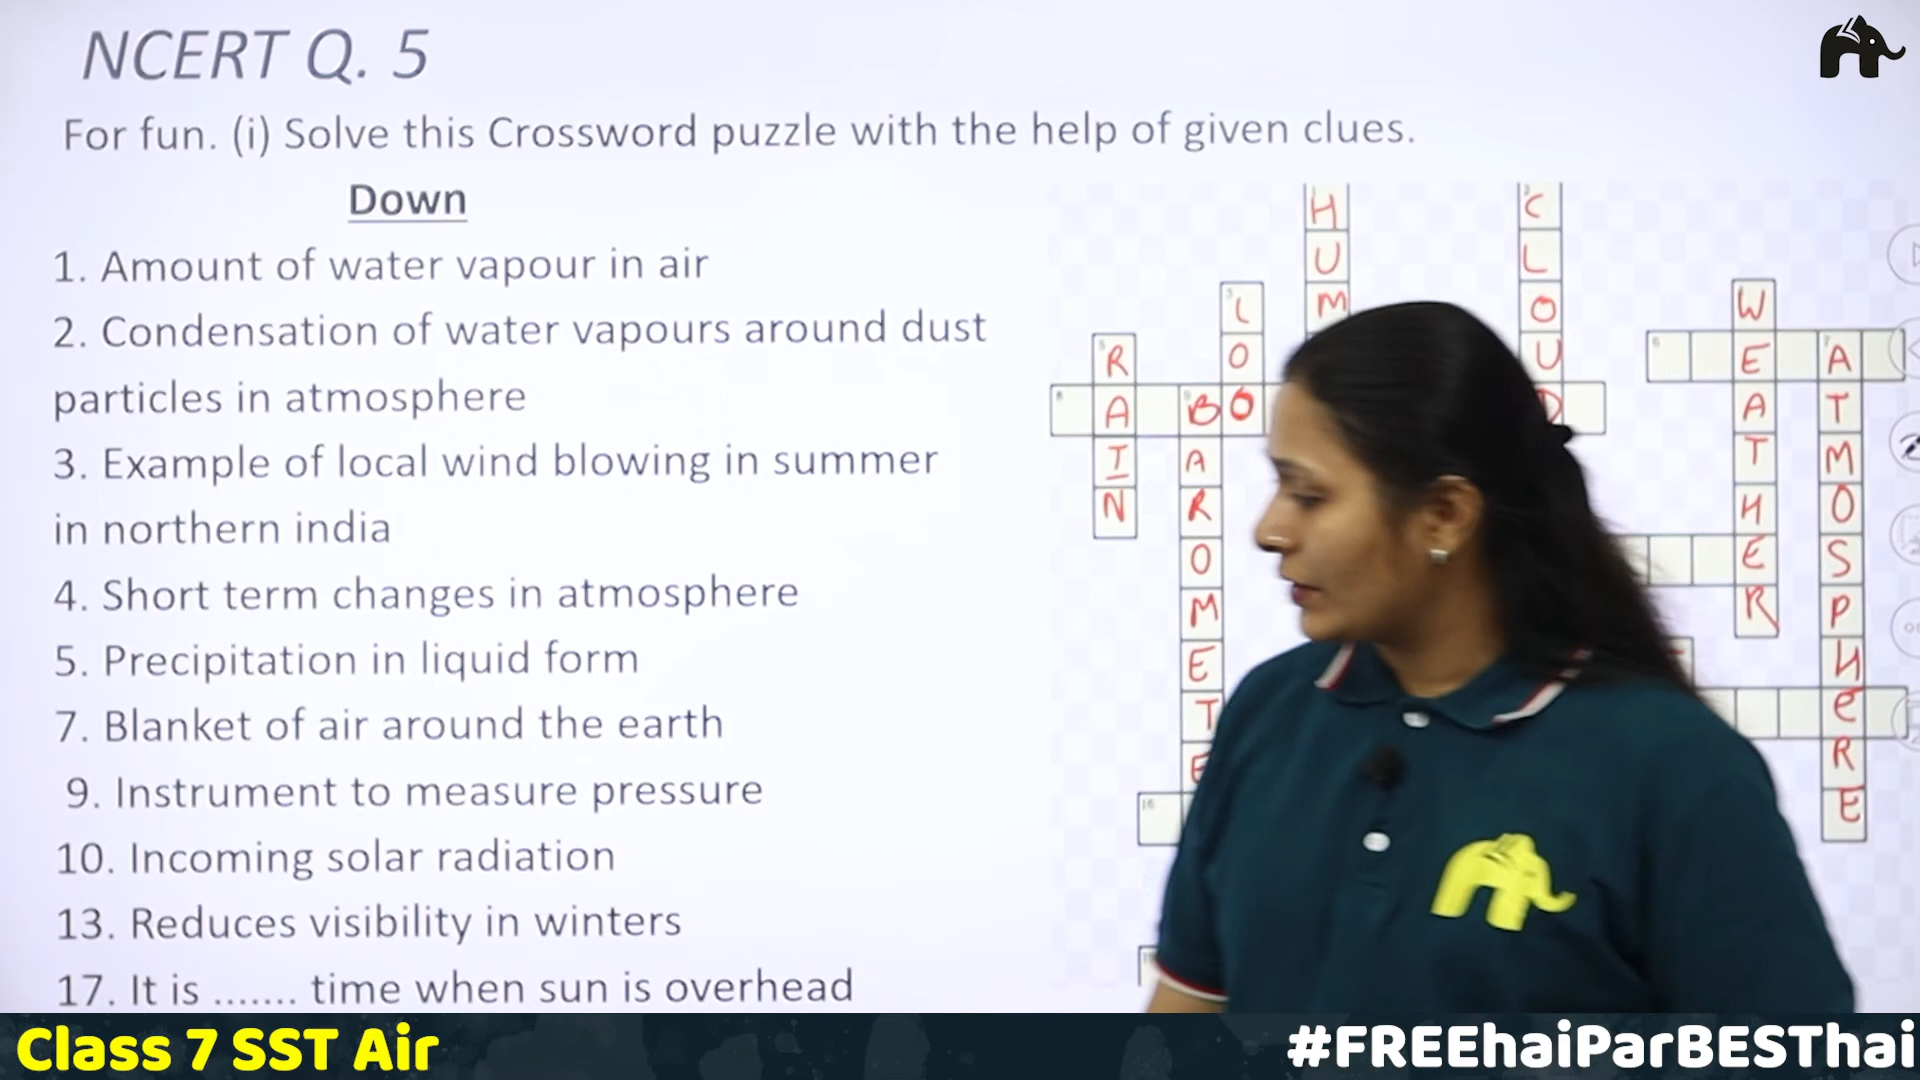 NCERT Q. 5
For fun. (i) Solve this Crossword puzzle with the help of given clues.
Down
1. Amount of water vapour in air
2. Condensation of water vapours around dust
particles in atmosphere
3. Example of local wind blowing in summer
in northern india
4. Short term changes in atmosphere
5. Precipitation in liquid form
7. Blanket of air around the earth
9. Instrument to measure pressure
10. Incoming solar radiation
13. Reduces visibility in winters
17. It is ....... time when sun is overhead
HUM
CLOUD
LOO
WEATHER
RAIN
ATMOSPHERE
BAROMETE
16
Class 7 SST Air
#FREEhaiParBESThai